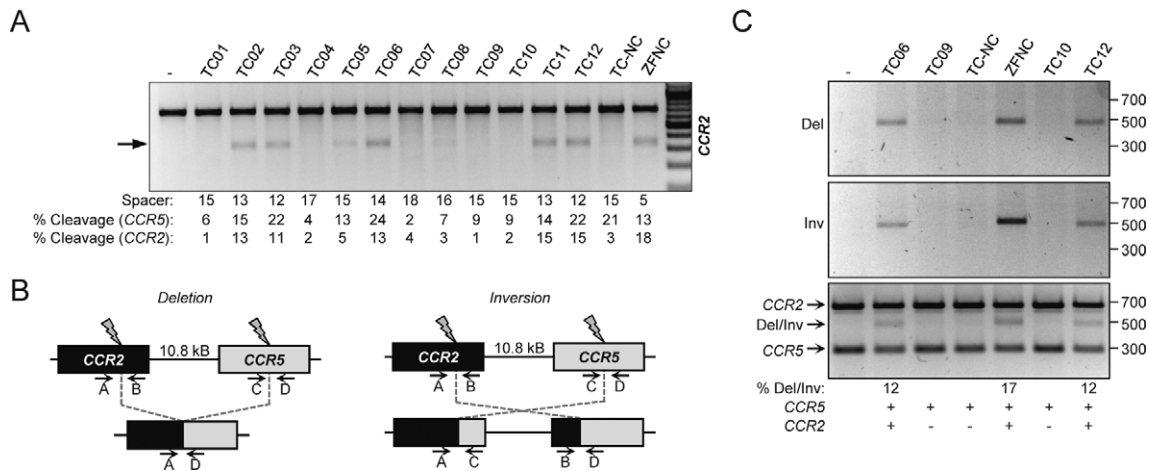 A
- TC01 TC02 TC03 TC04 TC05 TC06 TC07 TC08 TC09 TC10 TC11 TC12 TC-NC ZFNC
CCR2
Spacer: 15 13 12 17 15 14 18 16 15 15 13 12 15 5
% Cleavage (CCR5): 6 15 22 4 13 24 2 7 9 9 14 22 21 13
% Cleavage (CCR2): 1 13 11 2 5 13 4 3 1 2 15 15 3 18
B
Deletion
CCR2 10.8 kB CCR5
A B C D
A D
Inversion
CCR2 10.8 kB CCR5
A B C D
A C B D
C
- TC06 TC09 TC-NC ZFNC TC10 TC12
Del
700
500
300
Inv
700
500
300
CCR2 700
Del/Inv 500
CCR5 300
% Del/Inv: 12 17 12
CCR5 + + + + + +
CCR2 + - - + - +